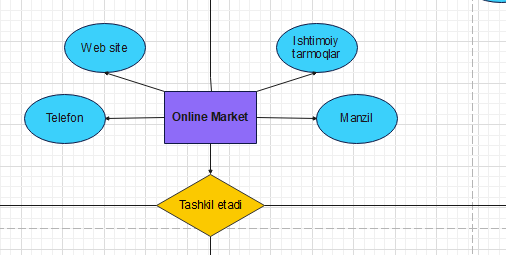 Web site
Ishtimoiy
tarmoqlar
Telefon
Online Market
Manzil
Tashkil etadi